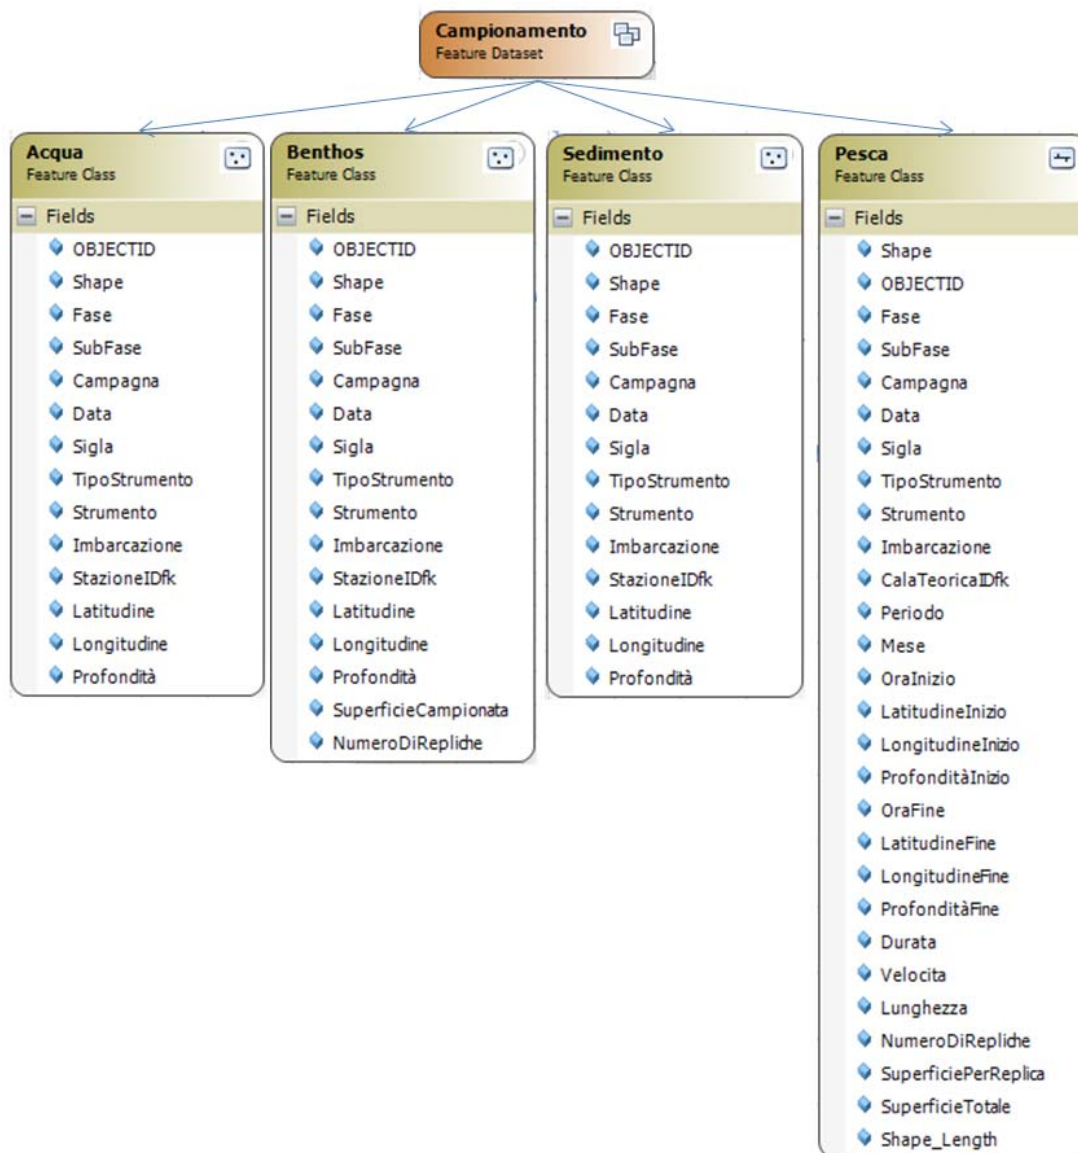 Campionamento
Feature Dataset
Acqua
Feature Class
Fields
OBJECTID
Shape
Fase
SubFase
Campagna
Data
Sigla
TipoStrumento
Strumento
Imbarcazione
StazioneIDfk
Latitudine
Longitudine
Profondità
Benthos
Feature Class
Fields
OBJECTID
Shape
Fase
SubFase
Campagna
Data
Sigla
TipoStrumento
Strumento
Imbarcazione
StazioneIDfk
Latitudine
Longitudine
Profondità
SuperficieCampionata
NumeroDiRepliche
Sedimento
Feature Class
Fields
OBJECTID
Shape
Fase
SubFase
Campagna
Data
Sigla
TipoStrumento
Strumento
Imbarcazione
StazioneIDfk
Latitudine
Longitudine
Profondità
Pesca
Feature Class
Fields
Shape
OBJECTID
Fase
SubFase
Campagna
Data
Sigla
TipoStrumento
Strumento
Imbarcazione
CalaTeoricaIDfk
Periodo
Mese
OraInizio
LatitudineInizio
LongitudineInizio
ProfonditàInizio
OraFine
LatitudineFine
LongitudineFine
ProfonditàFine
Durata
Velocita
Lunghezza
NumeroDiRepliche
SuperficiePerReplica
SuperficieTotale
Shape_Length